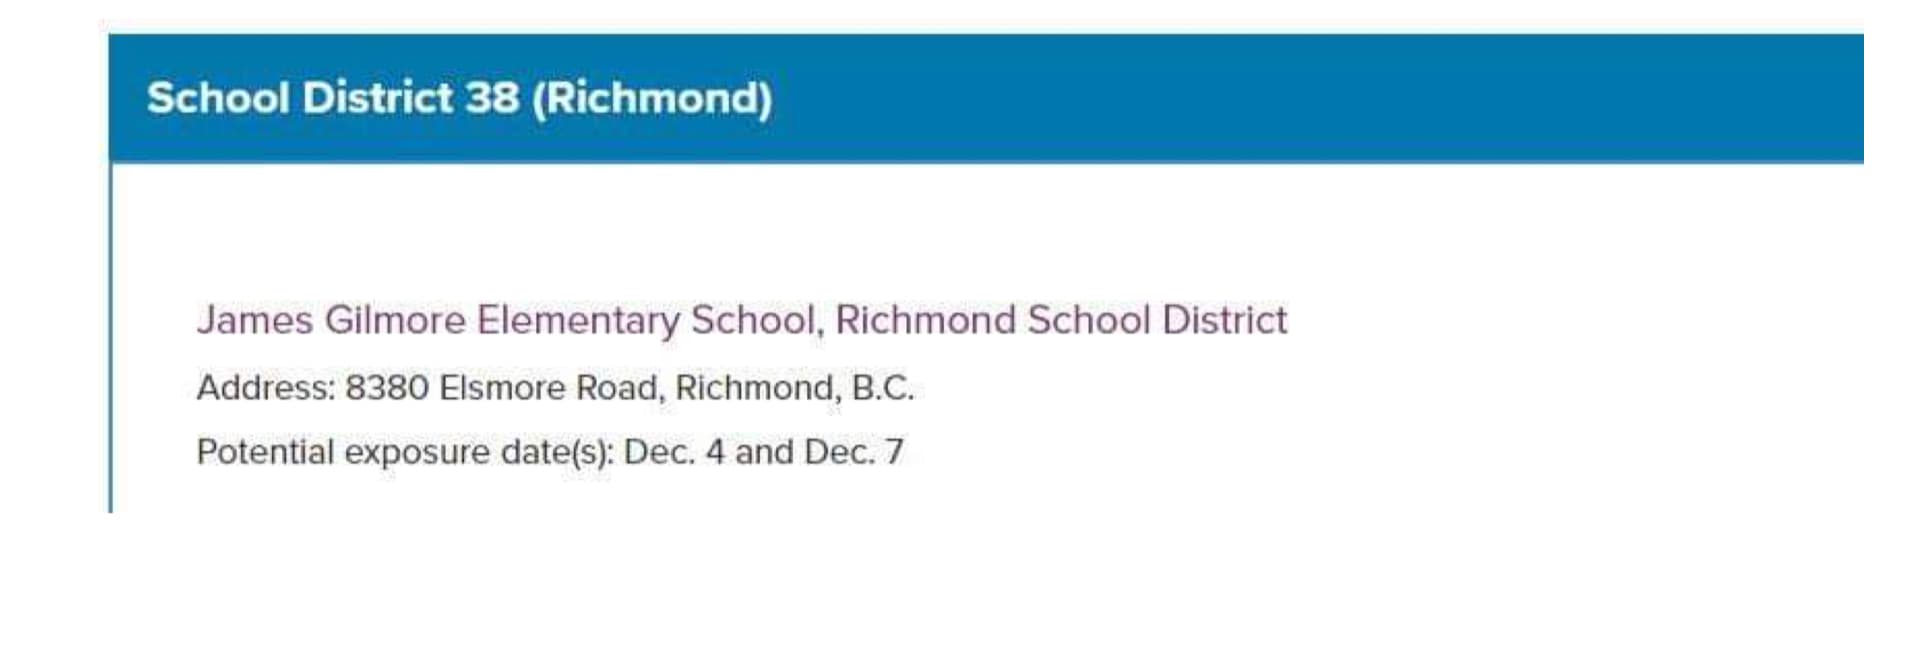 School District 38 (Richmond)
James Gilmore Elementary School, Richmond School District
Address: 8380 Elsmore Road, Richmond, B.C.
Potential exposure date(s): Dec. 4 and Dec. 7